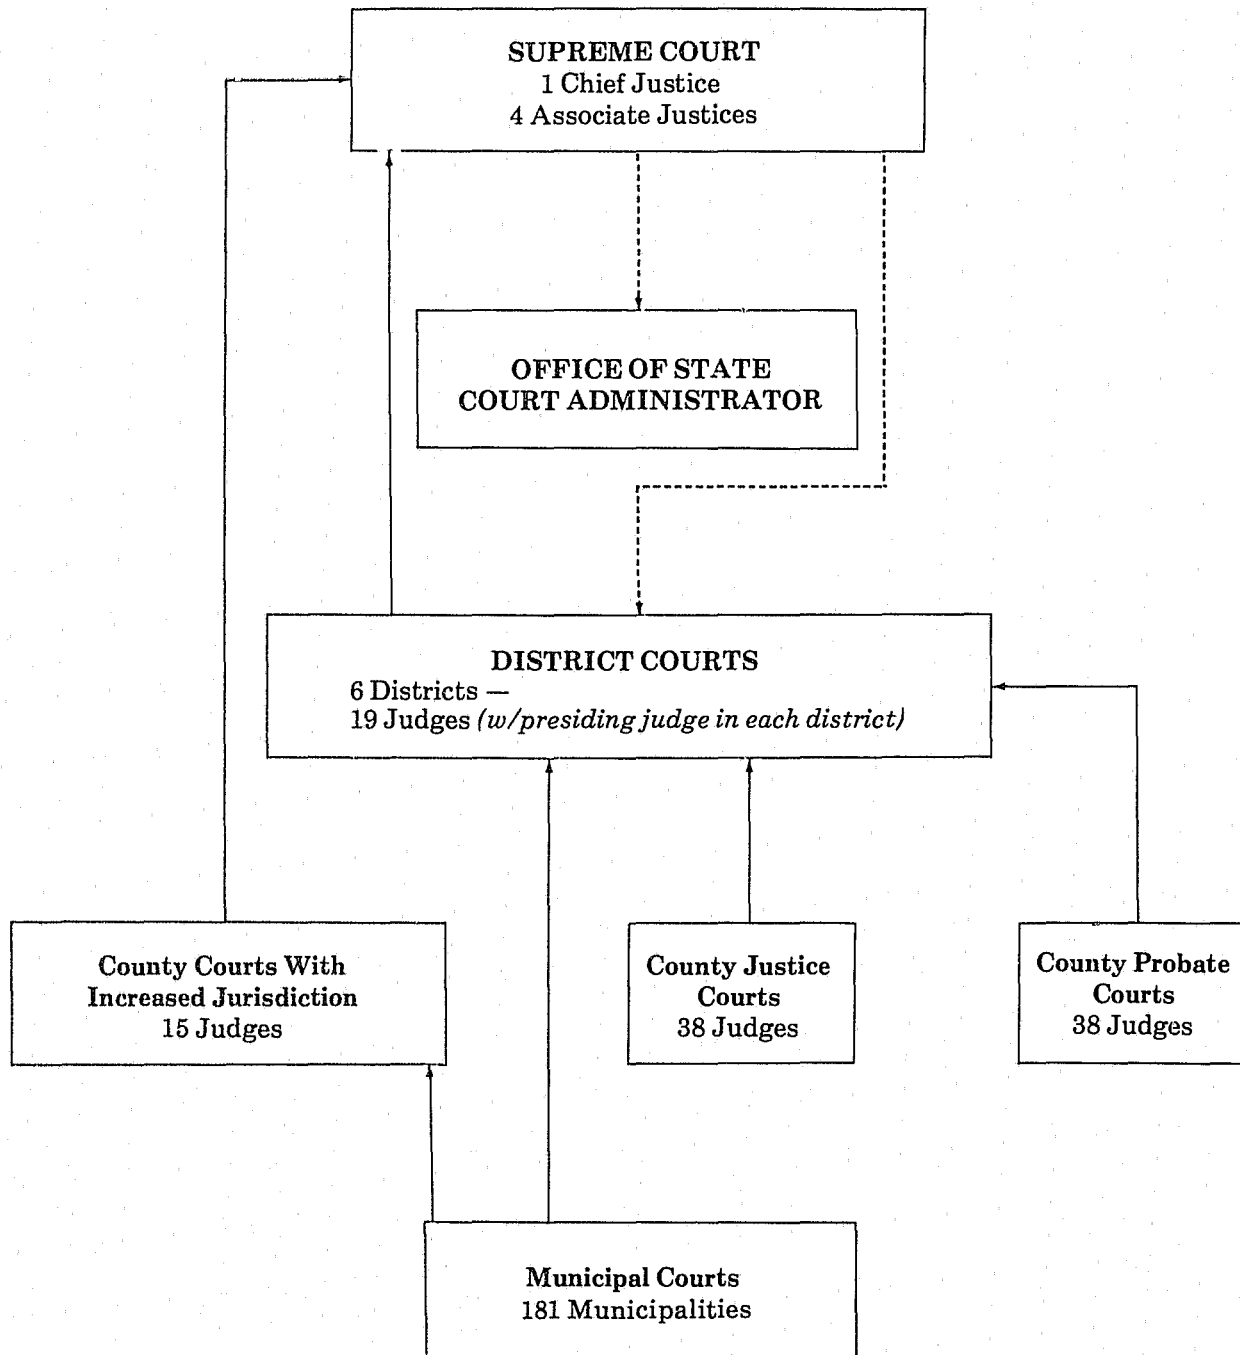 SUPREME COURT
1 Chief Justice
4 Associate Justices
OFFICE OF STATE
COURT ADMINISTRATOR
DISTRICT COURTS
6 Districts —
19 Judges (w/presiding judge in each district)
County Courts With
Increased Jurisdiction
15 Judges
County Justice
Courts
38 Judges
County Probate
Courts
38 Judges
Municipal Courts
181 Municipalities